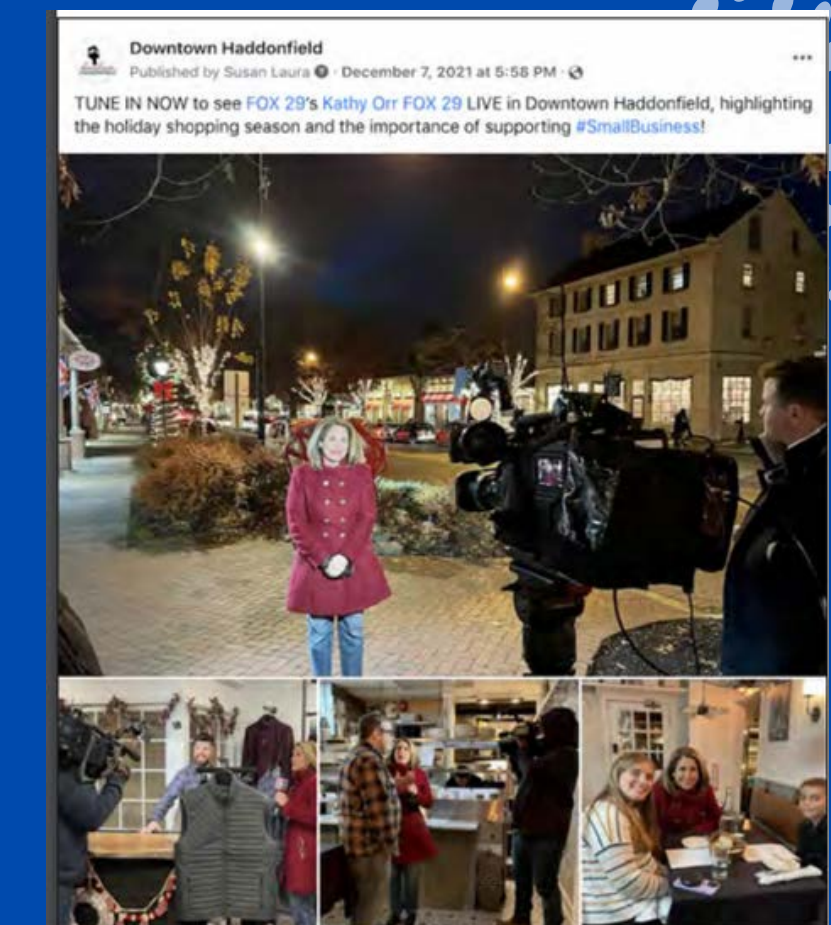 Downtown Haddonfield
Published by Susan Laura · December 7, 2021 at 5:58 PM ·
TUNE IN NOW to see FOX 29's Kathy Orr FOX 29 LIVE in Downtown Haddonfield, highlighting
the holiday shopping season and the importance of supporting #SmallBusiness!